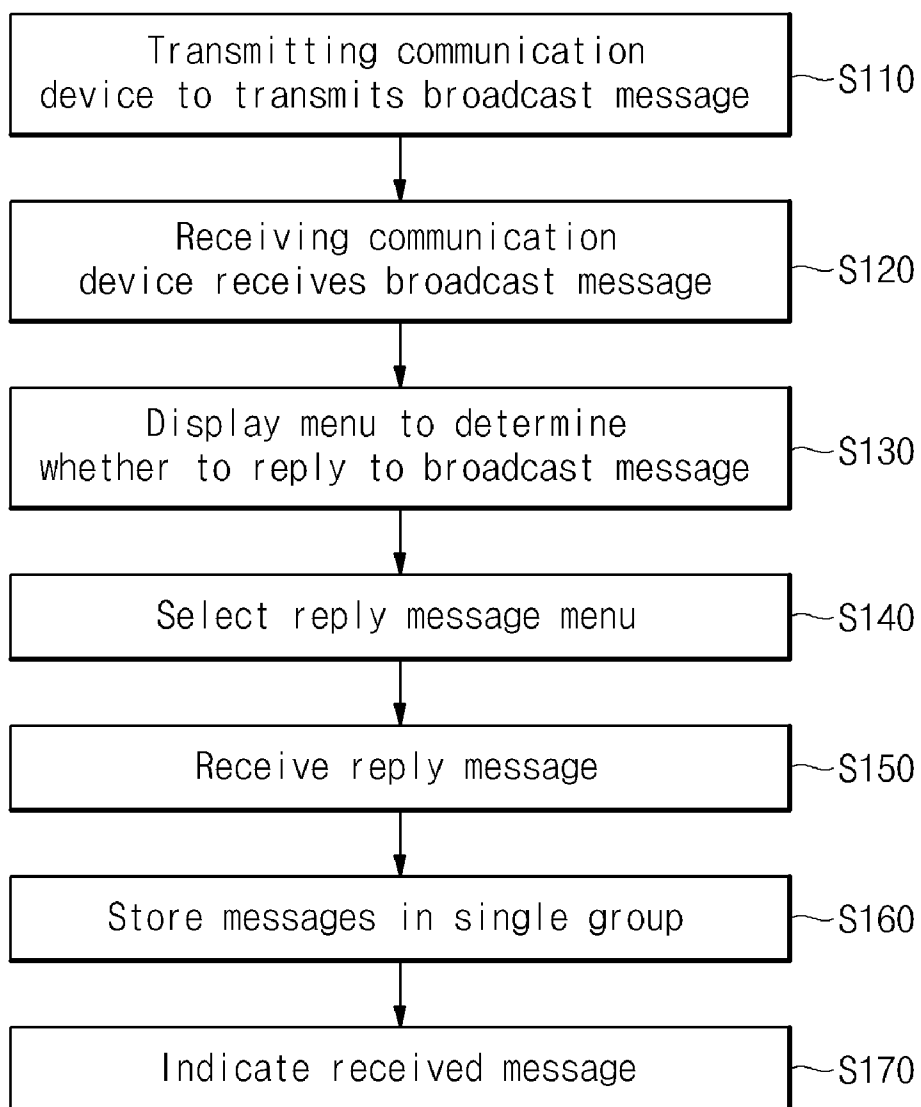 Transmitting communication
device to transmits broadcast message
S110
Receiving communication
device receives broadcast message
S120
Display menu to determine
whether to reply to broadcast message
S130
Select reply message menu
S140
Receive reply message
S150
Store messages in single group
S160
Indicate received message
S170